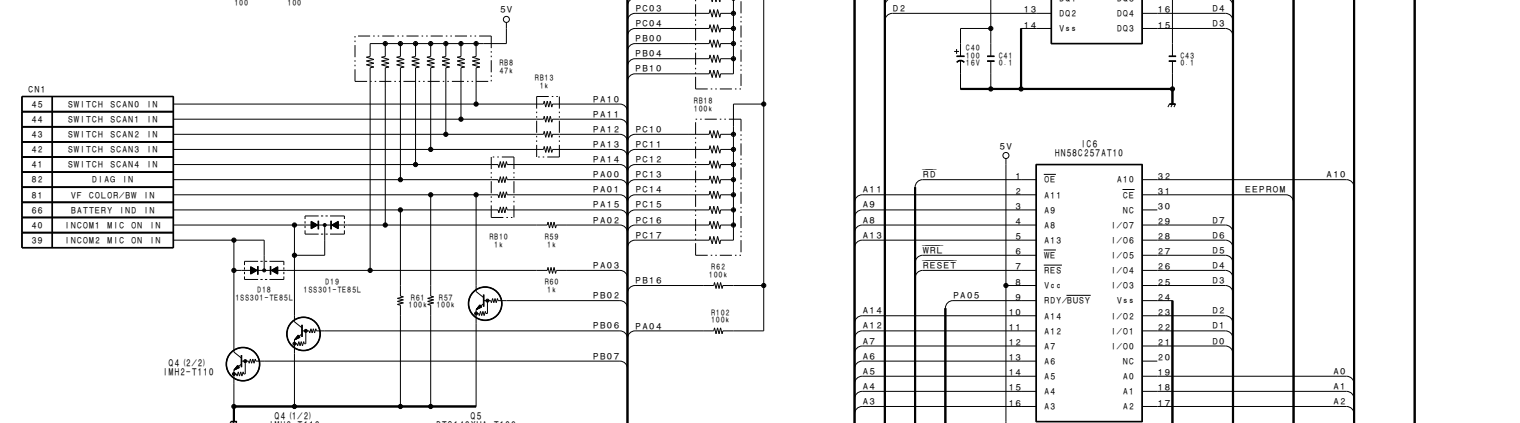 100 100
5V
RB8
47k
CN1
45 SWITCH SCAN0 IN
44 SWITCH SCAN1 IN
43 SWITCH SCAN2 IN
42 SWITCH SCAN3 IN
41 SWITCH SCAN4 IN
82 DIAG IN
81 VF COLOR/BW IN
66 BATTERY IND IN
40 INCOM1 MIC ON IN
39 INCOM2 MIC ON IN
RB13
1k
RB10
1k
R59
1k
R60
1k
D18
1SS301-TE85L
D19
1SS301-TE85L
R61
100k
R57
100k
Q4(2/2)
IMH2-T110
Q4(1/2)
Q5
PA10
PA11
PA12
PA13
PA14
PA00
PA01
PA15
PA02
PA03
PB02
PB06
PB07
PC03
PC04
PB00
PB04
PB10
RB18
100k
PC10
PC11
PC12
PC13
PC14
PC15
PC16
PC17
R62
100k
PB16
R102
100k
PA04
D2 13 DQ2 DQ4 16 D4
14 Vss DQ3 15 D3
C40
100
16V
C41
0.1
C43
0.1
5V
IC6
HN58C257AT10
RD 1 OE A10 32 A10
A11 2 A11 CE 31 EEPROM
A9 3 A9 NC 30
A8 4 A8 I/O7 29 D7
A13 5 A13 I/O6 28 D6
WRL 6 WE I/O5 27 D5
RESET 7 RES I/O4 26 D4
8 Vcc I/O3 25 D3
PA05 9 RDY/BUSY Vss 24
A14 10 A14 I/O2 23 D2
A12 11 A12 I/O1 22 D1
A7 12 A7 I/O0 21 D0
A6 13 A6 NC 20
A5 14 A5 A0 19 A0
A4 15 A4 A1 18 A1
A3 16 A3 A2 17 A2